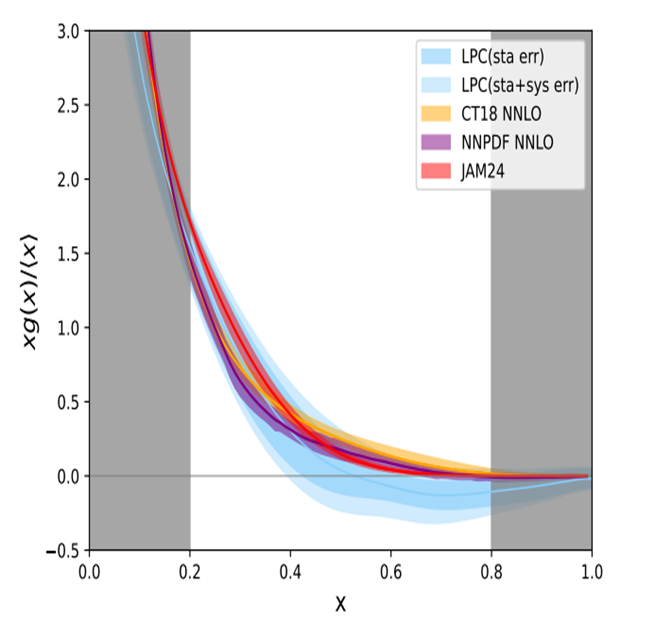 3.0
2.5
2.0
1.5
1.0
0.5
0.0
−0.5
xg(x)/⟨x⟩
LPC(sta err)
LPC(sta+sys err)
CT18 NNLO
NNPDF NNLO
JAM24
0.0 0.2 0.4 0.6 0.8 1.0
X